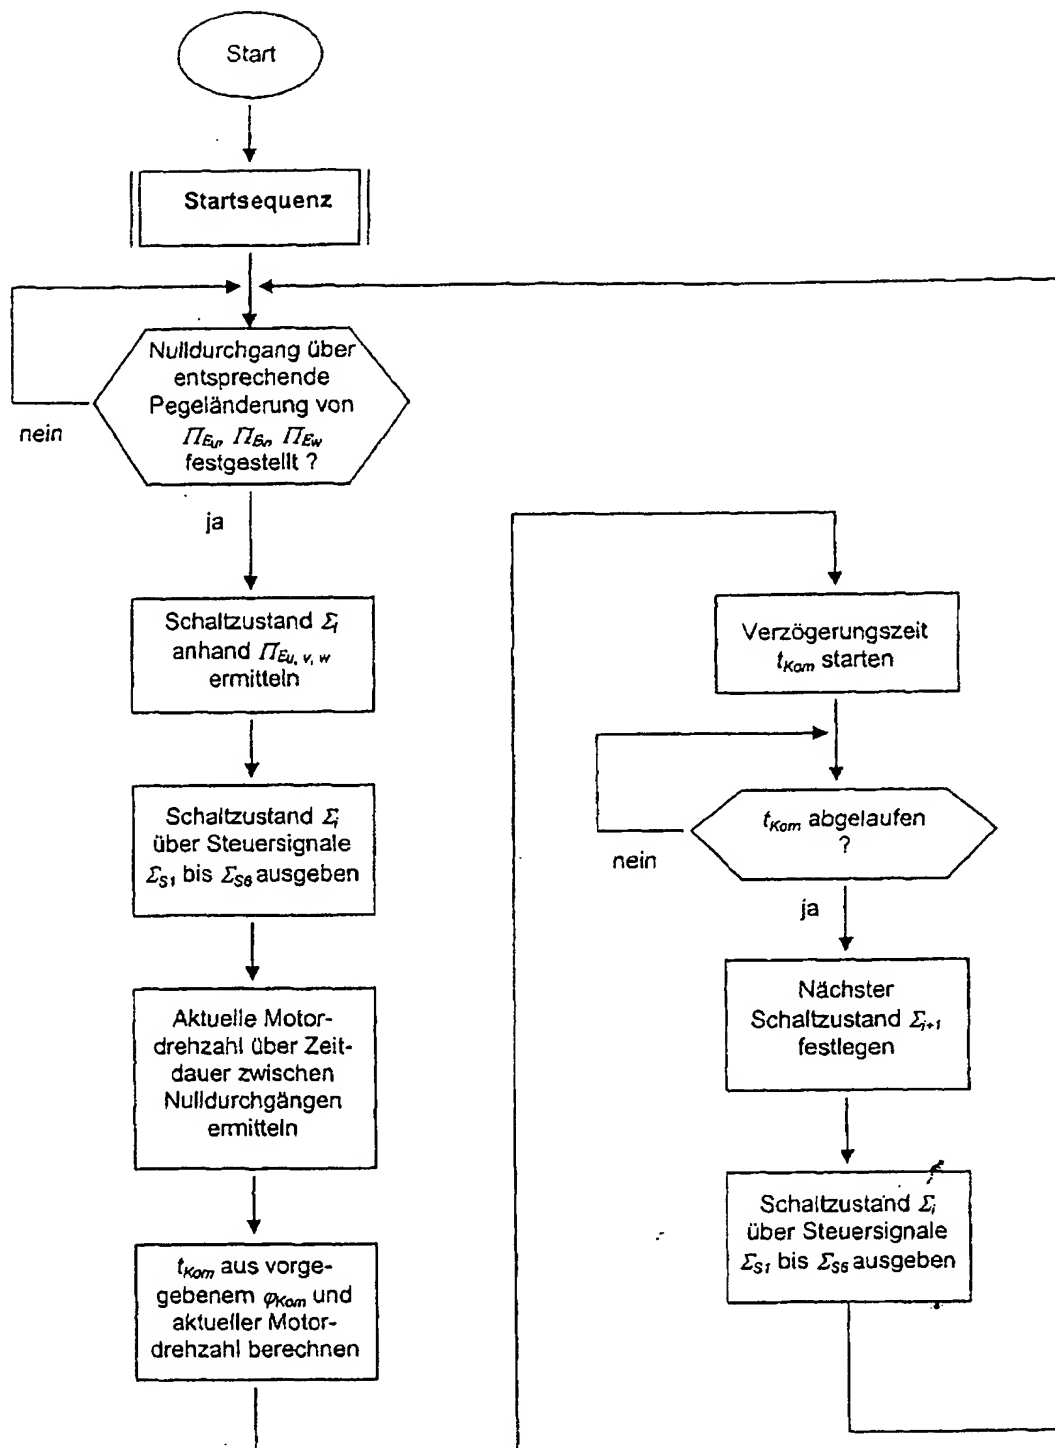 Start
Startsequenz
Nulldurchgang über
entsprechende
Pegeländerung von
Π_Eu, Π_Ev, Π_Ew
festgestellt ?
nein
ja
Schaltzustand Σ_i
anhand Π_Eu, v, w
ermitteln
Schaltzustand Σ_i
über Steuersignale
Σ_S1 bis Σ_S6 ausgeben
Aktuelle Motor-
drehzahl über Zeit-
dauer zwischen
Nulldurchgängen
ermitteln
t_Kom aus vorge-
gebenem φ_Kom und
aktueller Motor-
drehzahl berechnen
Verzögerungszeit
t_Kom starten
t_Kom abgelaufen
?
nein
ja
Nächster
Schaltzustand Σ_i+1
festlegen
Schaltzustand Σ_i
über Steuersignale
Σ_S1 bis Σ_S6 ausgeben